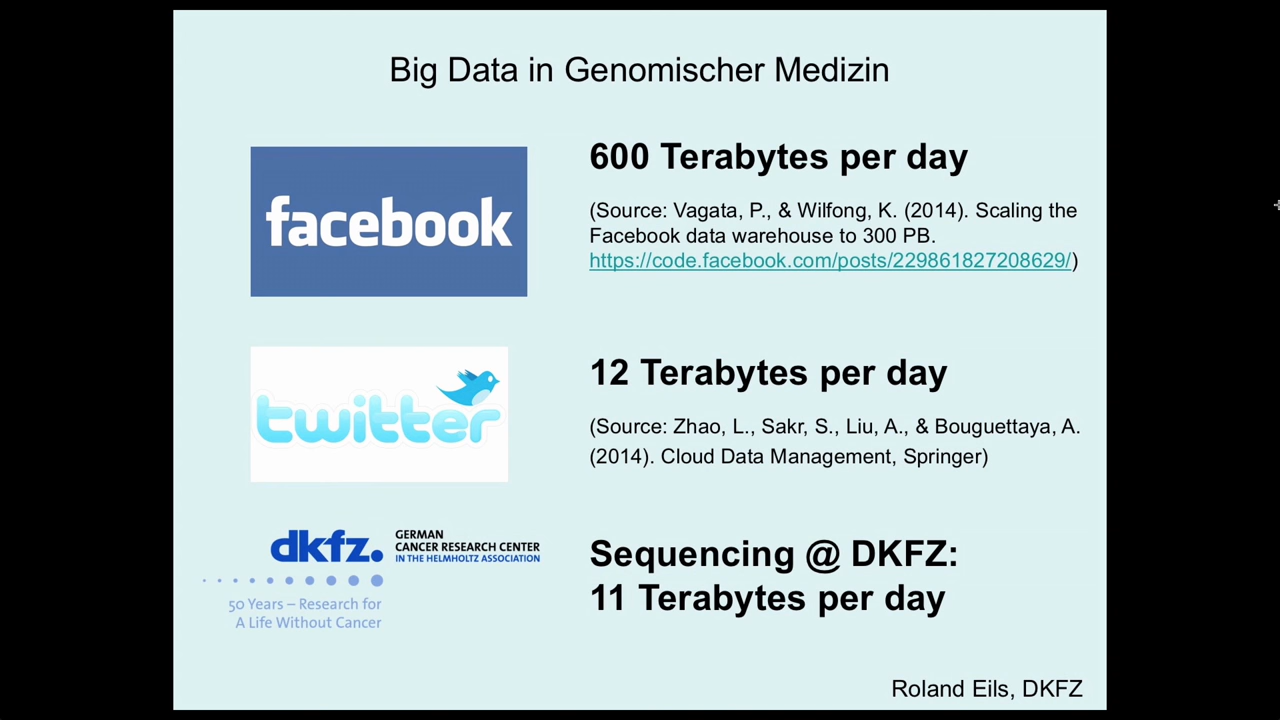 Big Data in Genomischer Medizin
facebook
600 Terabytes per day
(Source: Vagata, P., & Wilfong, K. (2014). Scaling the
Facebook data warehouse to 300 PB.
https://code.facebook.com/posts/229861827208629/)
twitter
12 Terabytes per day
(Source: Zhao, L., Sakr, S., Liu, A., & Bouguettaya, A.
(2014). Cloud Data Management, Springer)
dkfz.
GERMAN
CANCER RESEARCH CENTER
IN THE HELMHOLTZ ASSOCIATION
50 Years – Research for
A Life Without Cancer
Sequencing @ DKFZ:
11 Terabytes per day
Roland Eils, DKFZ